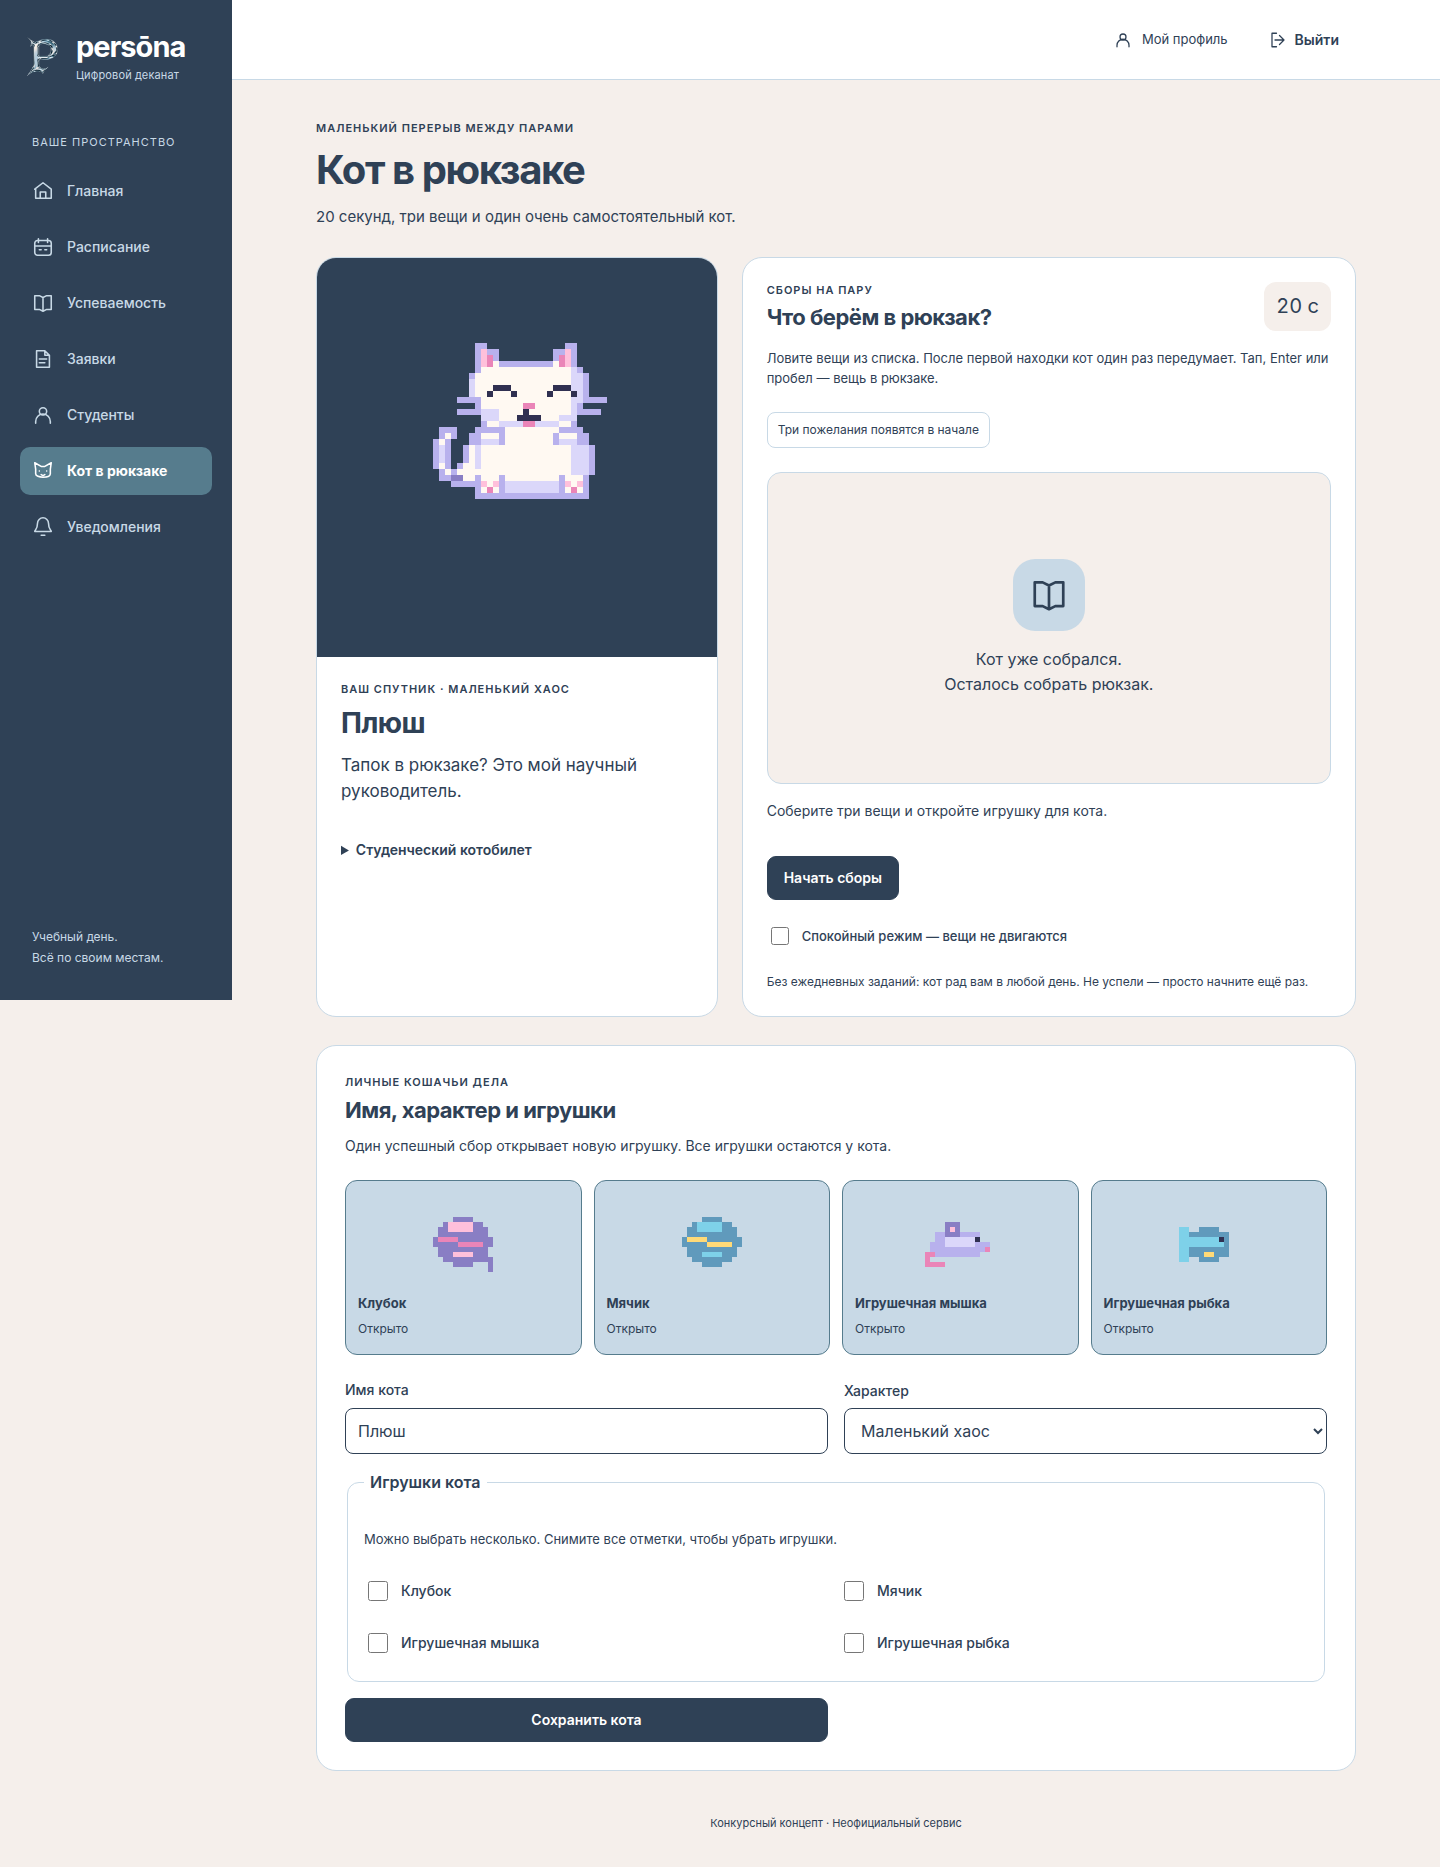 persōna
Цифровой деканат
ВАШЕ ПРОСТРАНСТВО
Главная
Расписание
Успеваемость
Заявки
Студенты
Кот в рюкзаке
Уведомления
Учебный день.
Всё по своим местам.
Мой профиль
Выйти
МАЛЕНЬКИЙ ПЕРЕРЫВ МЕЖДУ ПАРАМИ
Кот в рюкзаке
20 секунд, три вещи и один очень самостоятельный кот.
ВАШ СПУТНИК · МАЛЕНЬКИЙ ХАОС
Плюш
Тапок в рюкзаке? Это мой научный
руководитель.
Студенческий котобилет
СБОРЫ НА ПАРУ
Что берём в рюкзак?
20 с
Ловите вещи из списка. После первой находки кот один раз передумает. Тап, Enter или
пробел — вещь в рюкзаке.
Три пожелания появятся в начале
Кот уже собрался.
Осталось собрать рюкзак.
Соберите три вещи и откройте игрушку для кота.
Начать сборы
Спокойный режим — вещи не двигаются
Без ежедневных заданий: кот рад вам в любой день. Не успели — просто начните ещё раз.
ЛИЧНЫЕ КОШАЧЬИ ДЕЛА
Имя, характер и игрушки
Один успешный сбор открывает новую игрушку. Все игрушки остаются у кота.
Клубок
Открыто
Мячик
Открыто
Игрушечная мышка
Открыто
Игрушечная рыбка
Открыто
Имя кота
Плюш
Характер
Маленький хаос
Игрушки кота
Можно выбрать несколько. Снимите все отметки, чтобы убрать игрушки.
Клубок
Мячик
Игрушечная мышка
Игрушечная рыбка
Сохранить кота
Конкурсный концепт · Неофициальный сервис